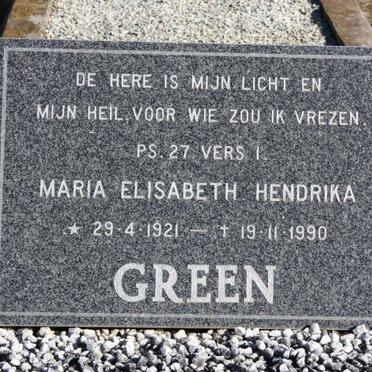 DE HERE IS MIJN LICHT EN
MIJN HEIL, VOOR WIE ZOU IK VREZEN.
PS. 27 VERS 1.
MARIA ELISABETH HENDRIKA
★ 29·4·1921 — † 19·11·1990
GREEN